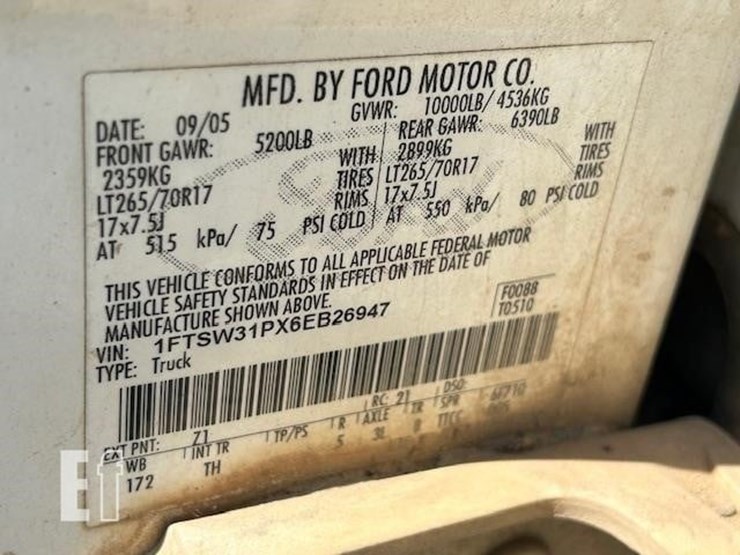 MFD. BY FORD MOTOR CO.
DATE: 09/05 GVWR: 10000LB/ 4536KG
FRONT GAWR: 5200LB REAR GAWR: 6390LB
2359KG WITH 2899KG WITH
LT265/70R17 TIRES LT265/70R17 TIRES
17x7.5J RIMS 17x7.5J RIMS
AT 515 kPa/ 75 PSI COLD AT 550 kPa/ 80 PSI COLD
THIS VEHICLE CONFORMS TO ALL APPLICABLE FEDERAL MOTOR
VEHICLE SAFETY STANDARDS IN EFFECT ON THE DATE OF
MANUFACTURE SHOWN ABOVE.
VIN: 1FTSW31PX6EB26947 F0088
TYPE: Truck T0510
EXT PNT: Z1 RC: 21 DSO:
WB INT TR TP/PS R AXLE TR SPR
172 TH 5 3L
Ef